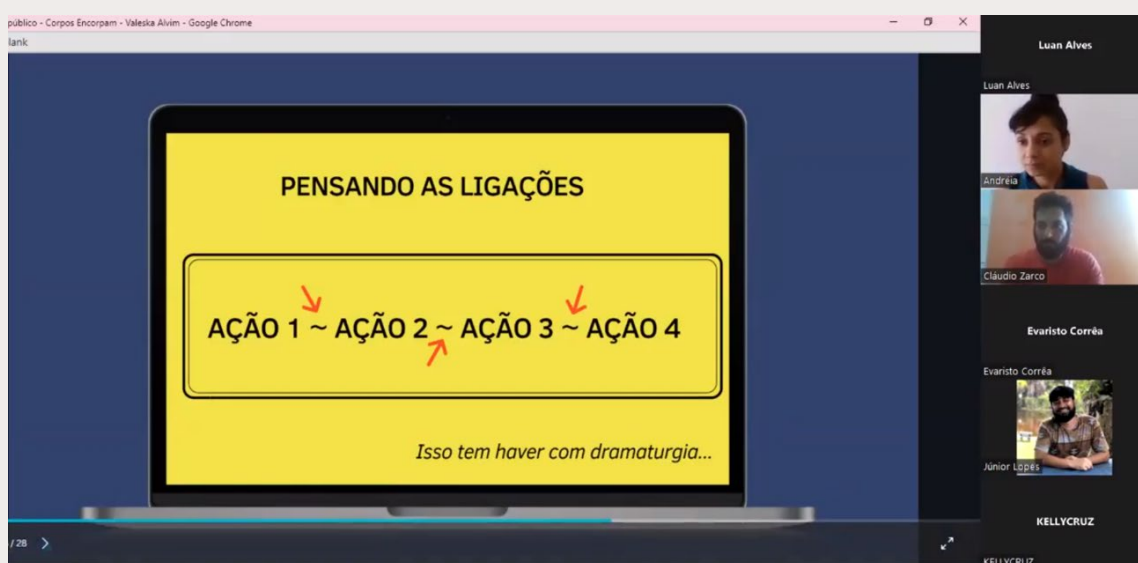 público - Corpos Encorpam - Valeska Alvim - Google Chrome
lank
PENSANDO AS LIGAÇÕES
AÇÃO 1 ~ AÇÃO 2 ~ AÇÃO 3 ~ AÇÃO 4
Isso tem haver com dramaturgia...
/ 28
Luan Alves
Luan Alves
Andréia
Cláudio Zarco
Evaristo Corrêa
Evaristo Corrêa
Júnior Lopes
KELLYCRUZ
KELLYCRUZ